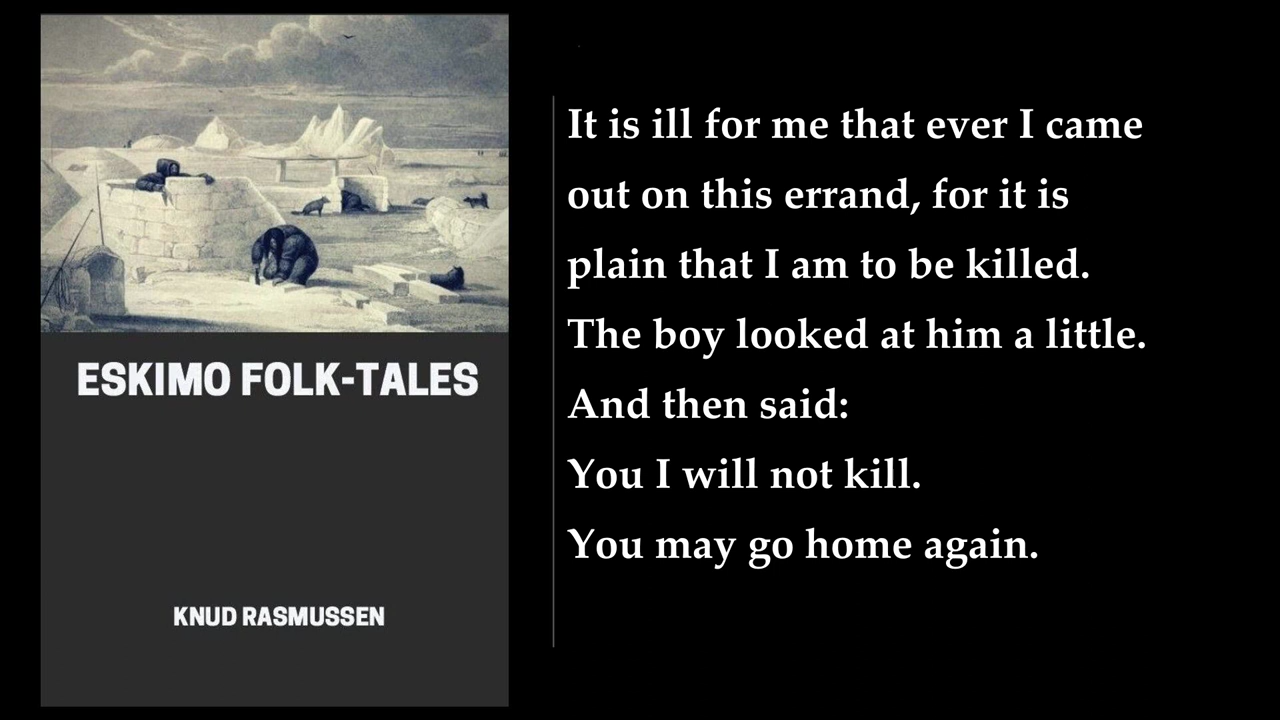 ESKIMO FOLK-TALES
KNUD RASMUSSEN
It is ill for me that ever I came
out on this errand, for it is
plain that I am to be killed.
The boy looked at him a little.
And then said:
You I will not kill.
You may go home again.